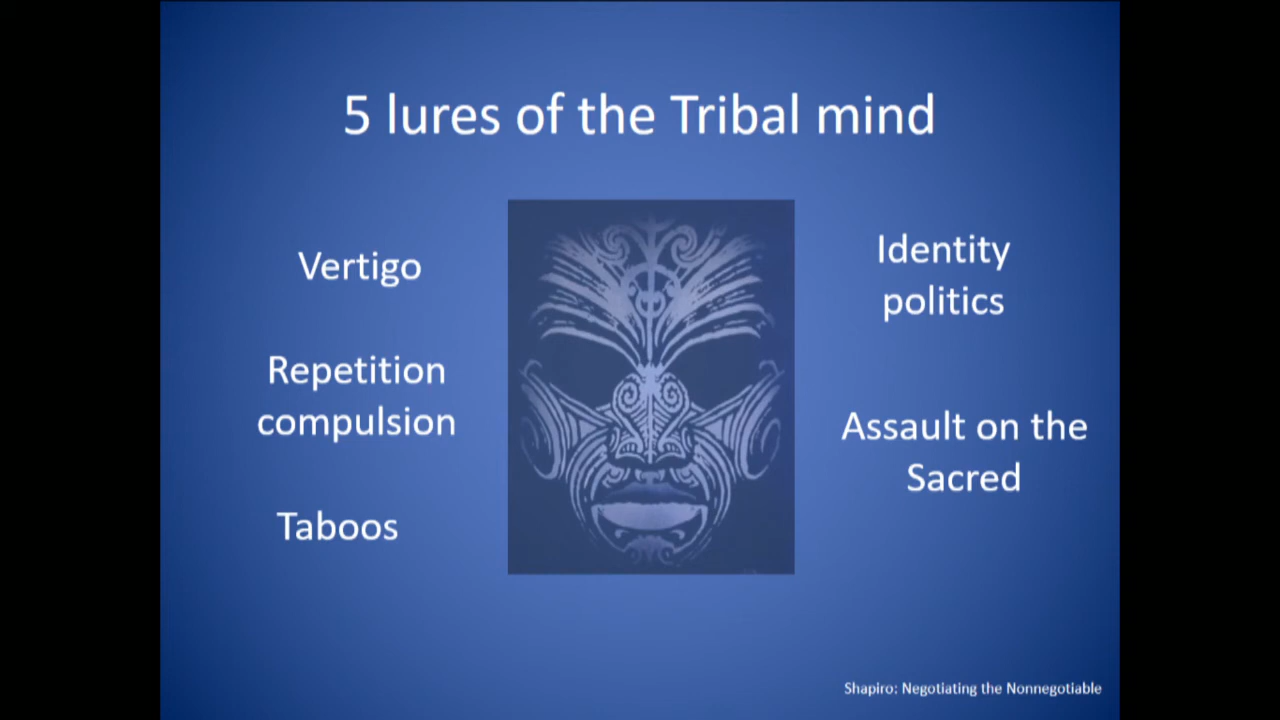 5 lures of the Tribal mind
Vertigo
Repetition
compulsion
Taboos
Identity
politics
Assault on the
Sacred
Shapiro: Negotiating the Nonnegotiable